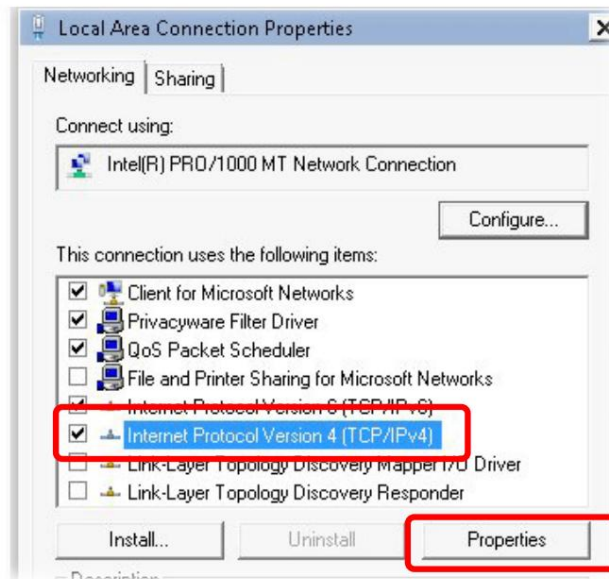 Local Area Connection Properties
Networking
Sharing
Connect using:
Intel(R) PRO/1000 MT Network Connection
Configure...
This connection uses the following items:
Client for Microsoft Networks
Privacyware Filter Driver
QoS Packet Scheduler
File and Printer Sharing for Microsoft Networks
Internet Protocol Version 6 (TCP/IPv6)
Internet Protocol Version 4 (TCP/IPv4)
Link-Layer Topology Discovery Mapper I/O Driver
Link-Layer Topology Discovery Responder
Install...
Uninstall
Properties
Description